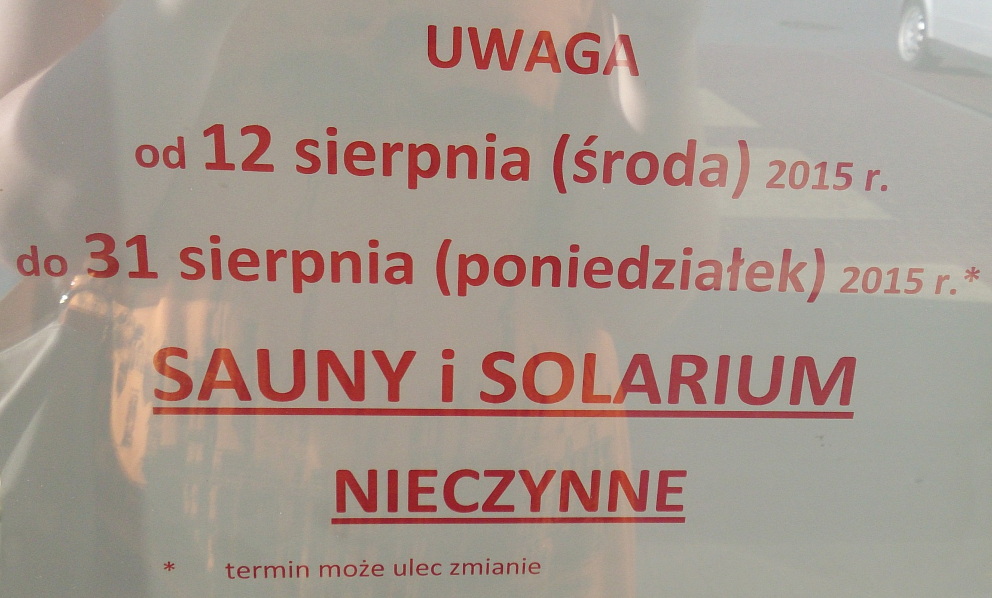 UWAGA
od 12 sierpnia (środa) 2015 r.
do 31 sierpnia (poniedziałek) 2015 r.*
SAUNY i SOLARIUM
NIECZYNNE
* termin może ulec zmianie